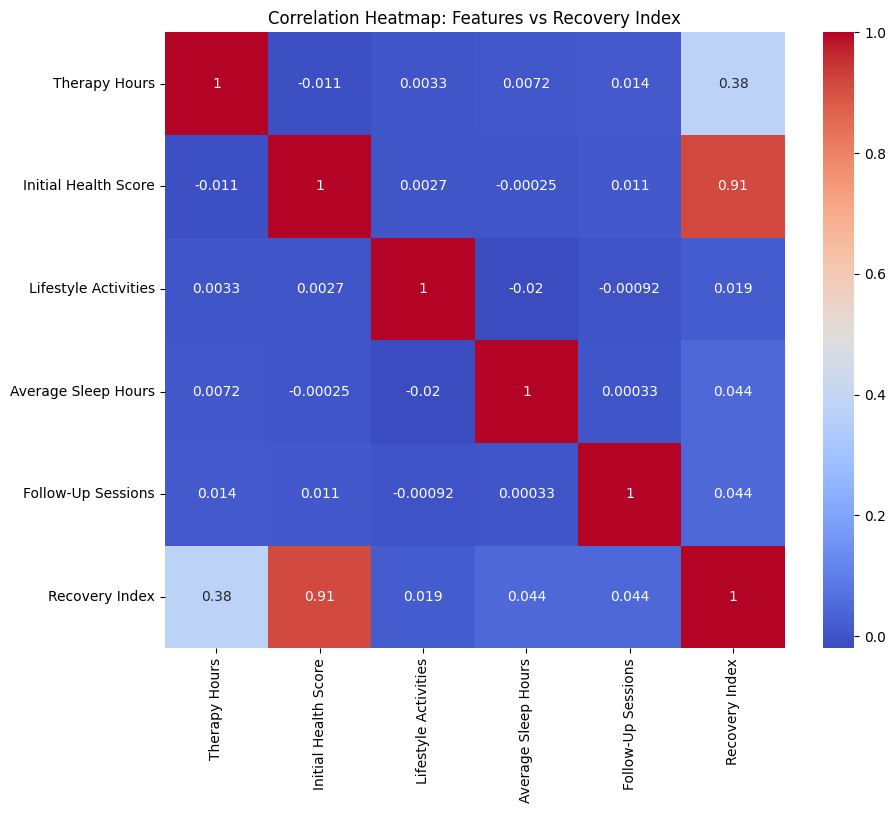 Correlation Heatmap: Features vs Recovery Index
Therapy Hours 1 -0.011 0.0033 0.0072 0.014 0.38
Initial Health Score -0.011 1 0.0027 -0.00025 0.011 0.91
Lifestyle Activities 0.0033 0.0027 1 -0.02 -0.00092 0.019
Average Sleep Hours 0.0072 -0.00025 -0.02 1 0.00033 0.044
Follow-Up Sessions 0.014 0.011 -0.00092 0.00033 1 0.044
Recovery Index 0.38 0.91 0.019 0.044 0.044 1
Therapy Hours
Initial Health Score
Lifestyle Activities
Average Sleep Hours
Follow-Up Sessions
Recovery Index
1.0
0.8
0.6
0.4
0.2
0.0